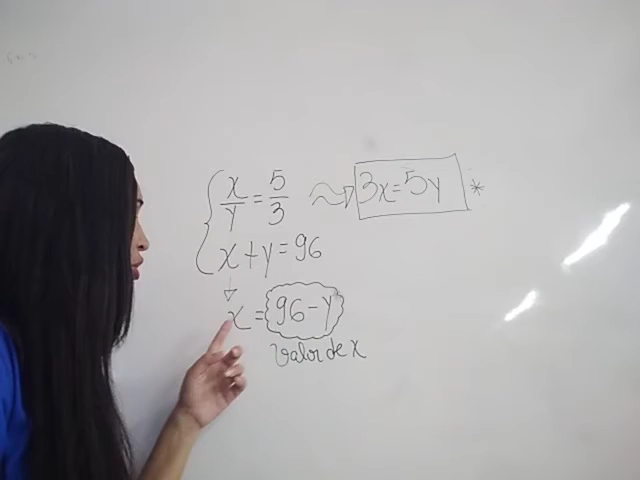 x/y = 5/3 ⇒ 3x=5y *
x+y=96
x = 96-y
Valor de x